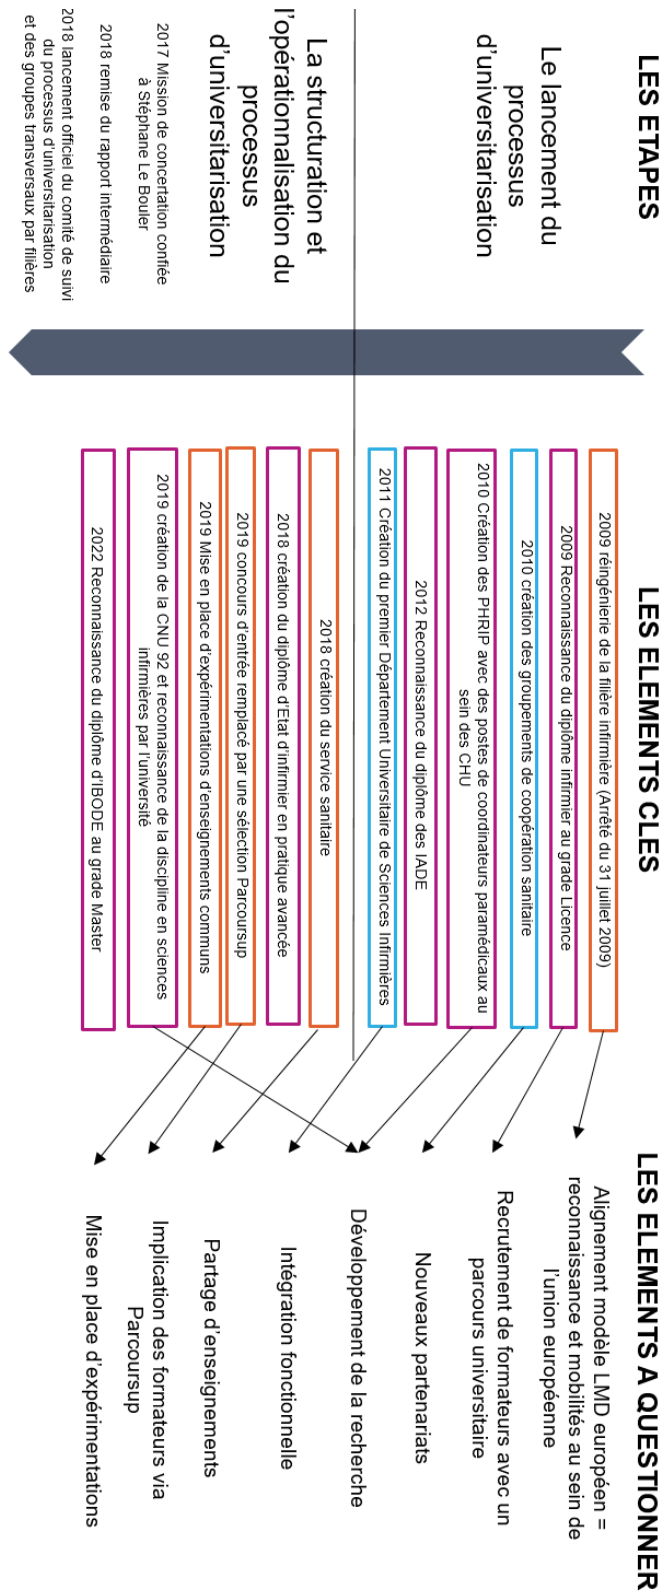 LES ETAPES
Le lancement du
processus
d'universitarisation
La structuration et
l'opérationnalisation du
processus
d'universitarisation
2017 Mission de concertation confiée
à Stéphane Le Bouler
2018 remise du rapport intermédiaire
2018 lancement officiel du comité de suivi
du processus d'universitarisation
et des groupes transversaux par filières
LES ELEMENTS CLES
2009 réingénierie de la filière infirmière (Arrêté du 31 juillet 2009)
2009 Reconnaissance du diplôme infirmier au grade Licence
2010 création des groupements de coopération sanitaire
2010 Création des PHRIP avec des postes de coordinateurs paramédicaux au
sein des CHU
2012 Reconnaissance du diplôme des IADE
2011 Création du premier Département Universitaire de Sciences Infirmières
2018 création du service sanitaire
2018 création du diplôme d'Etat d'infirmier en pratique avancée
2019 concours d'entrée remplacé par une sélection Parcoursup
2019 Mise en place d'expérimentations d'enseignements communs
2019 création de la CNU 92 et reconnaissance de la discipline en sciences
infirmières par l'université
2022 Reconnaissance du diplôme d'IBODE au grade Master
LES ELEMENTS A QUESTIONNER
Alignement modèle LMD européen =
reconnaissance et mobilités au sein de
l'union européenne
Recrutement de formateurs avec un
parcours universitaire
Nouveaux partenariats
Développement de la recherche
Intégration fonctionnelle
Partage d'enseignements
Implication des formateurs via
Parcoursup
Mise en place d'expérimentations